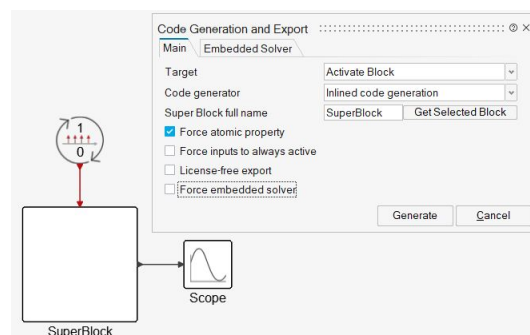 Code Generation and Export
Main Embedded Solver
Target Activate Block
Code generator Inlined code generation
Super Block full name SuperBlock Get Selected Block
Force atomic property
Force inputs to always active
License-free export
Force embedded solver
Generate Cancel
1
0
Scope
SuperBlock